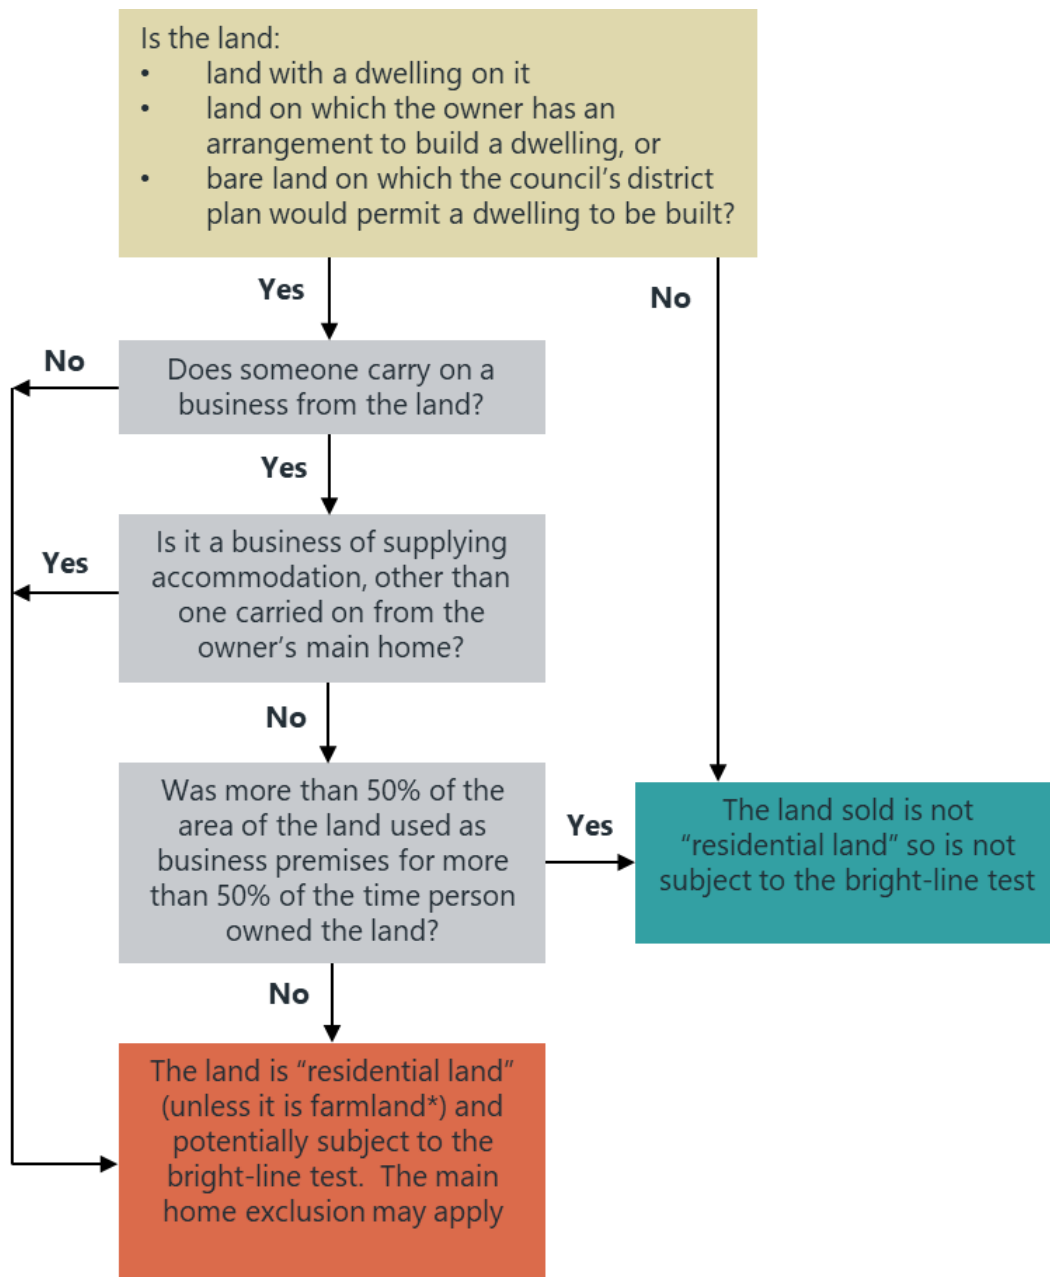 Is the land:
• land with a dwelling on it
• land on which the owner has an
arrangement to build a dwelling, or
• bare land on which the council’s district
plan would permit a dwelling to be built?
Yes
No
No
Does someone carry on a
business from the land?
Yes
Yes
Is it a business of supplying
accommodation, other than
one carried on from the
owner’s main home?
No
Was more than 50% of the
area of the land used as
business premises for more
than 50% of the time person
owned the land?
Yes
The land sold is not
“residential land” so is not
subject to the bright-line test
No
The land is “residential land”
(unless it is farmland*) and
potentially subject to the
bright-line test.  The main
home exclusion may apply